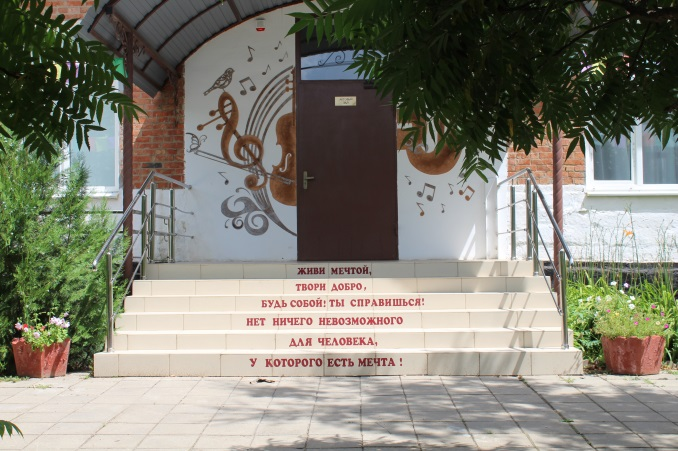 ЖИВИ МЕЧТОЙ,
ТВОРИ ДОБРО,
БУДЬ СОБОЙ: ТЫ СПРАВИШЬСЯ!
НЕТ НИЧЕГО НЕВОЗМОЖНОГО
ДЛЯ ЧЕЛОВЕКА,
У КОТОРОГО ЕСТЬ МЕЧТА!